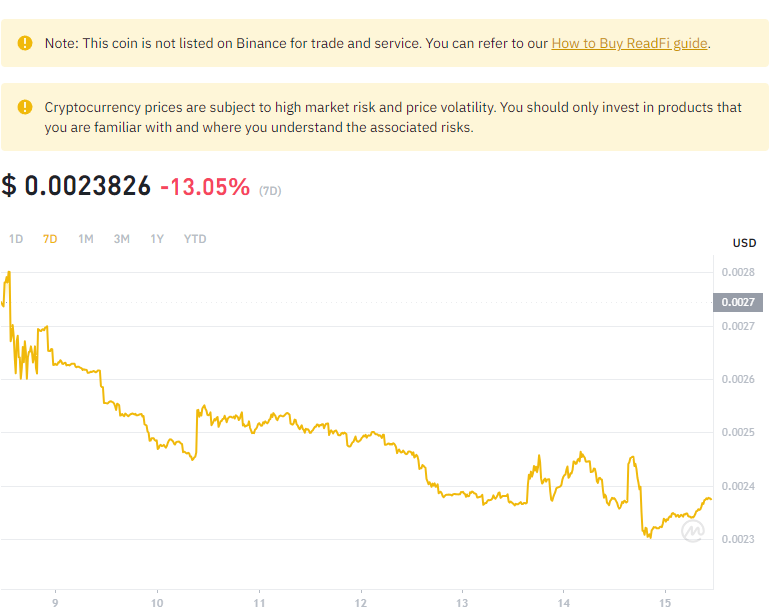 Note: This coin is not listed on Binance for trade and service. You can refer to our How to Buy ReadFi guide.
Cryptocurrency prices are subject to high market risk and price volatility. You should only invest in products that
you are familiar with and where you understand the associated risks.
$ 0.0023826 -13.05% (7D)
1D 7D 1M 3M 1Y YTD
USD
0.0028
0.0027
0.0027
0.0026
0.0025
0.0024
0.0023
9 10 11 12 13 14 15